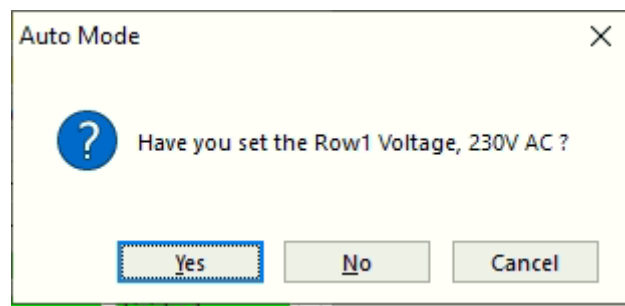 Auto Mode
Have you set the Row1 Voltage, 230V AC ?
Yes No Cancel